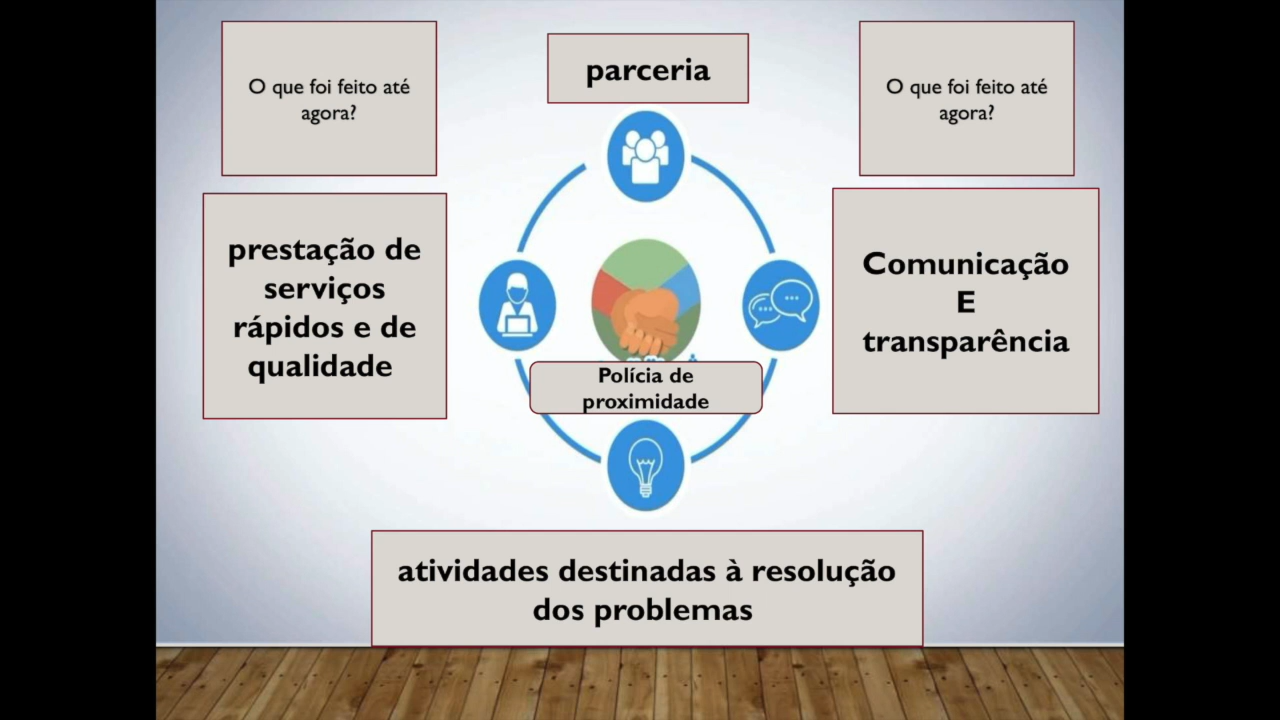 O que foi feito até
agora?
parceria
O que foi feito até
agora?
prestação de
serviços
rápidos e de
qualidade
Comunicação
E
transparência
Polícia de
proximidade
atividades destinadas à resolução
dos problemas